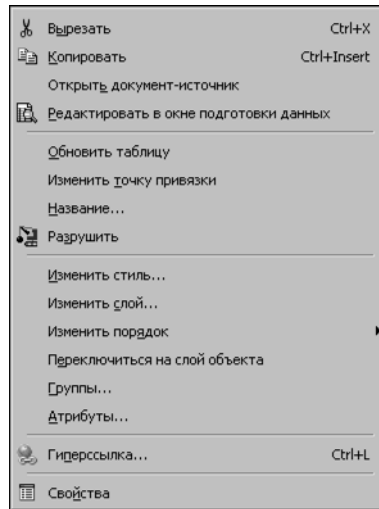 Вырезать Ctrl+X
Копировать Ctrl+Insert
Открыть документ-источник
Редактировать в окне подготовки данных
Обновить таблицу
Изменить точку привязки
Название...
Разрушить
Изменить стиль...
Изменить слой...
Изменить порядок
Переключиться на слой объекта
Группы...
Атрибуты...
Гиперссылка... Ctrl+L
Свойства